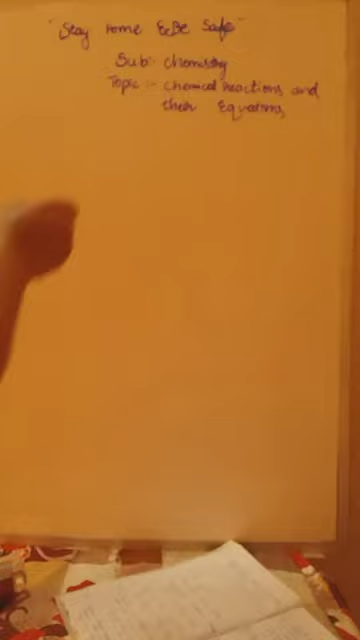 "Stay Home & Be Safe"
Sub:- chemistry
Topic:- chemical Reactions and
their Equations